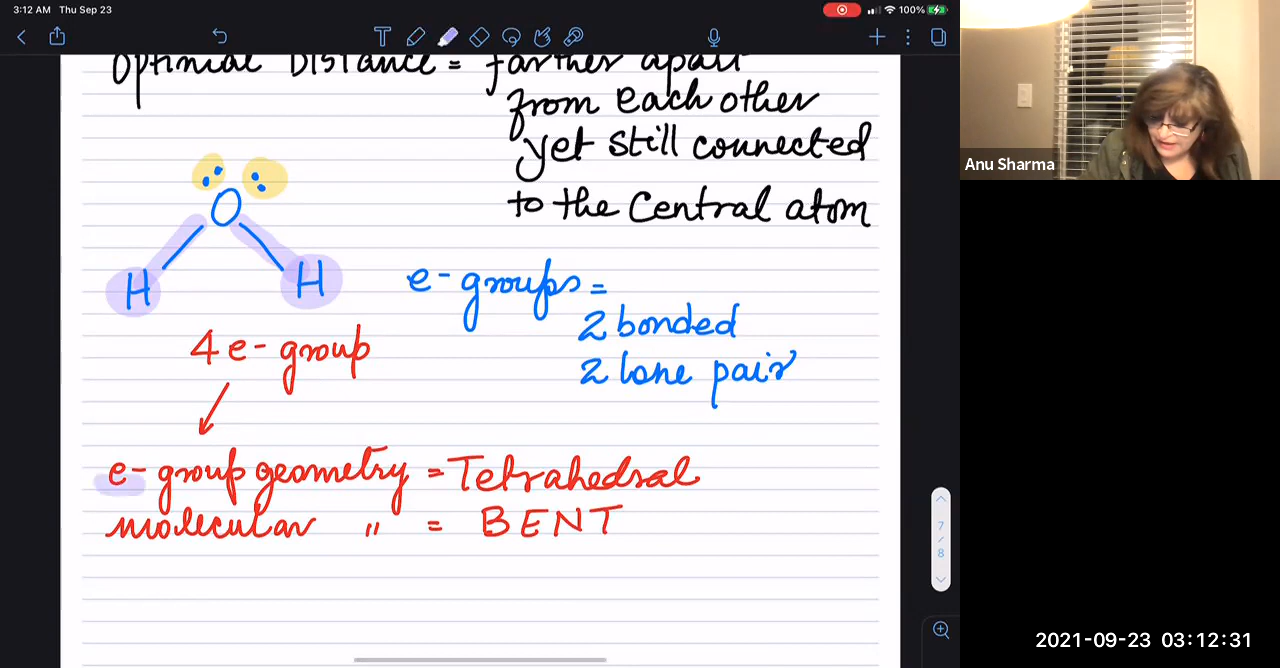 3:12 AM Thu Sep 23
100%
Optimal Distance = farther apart
from each other
yet still connected
to the Central atom
Anu Sharma
O
H H
e- groups =
2 bonded
2 lone pair
4 e- group
e- group geometry = Tetrahedral
molecular " = BENT
7
/
8
2021-09-23 03:12:31